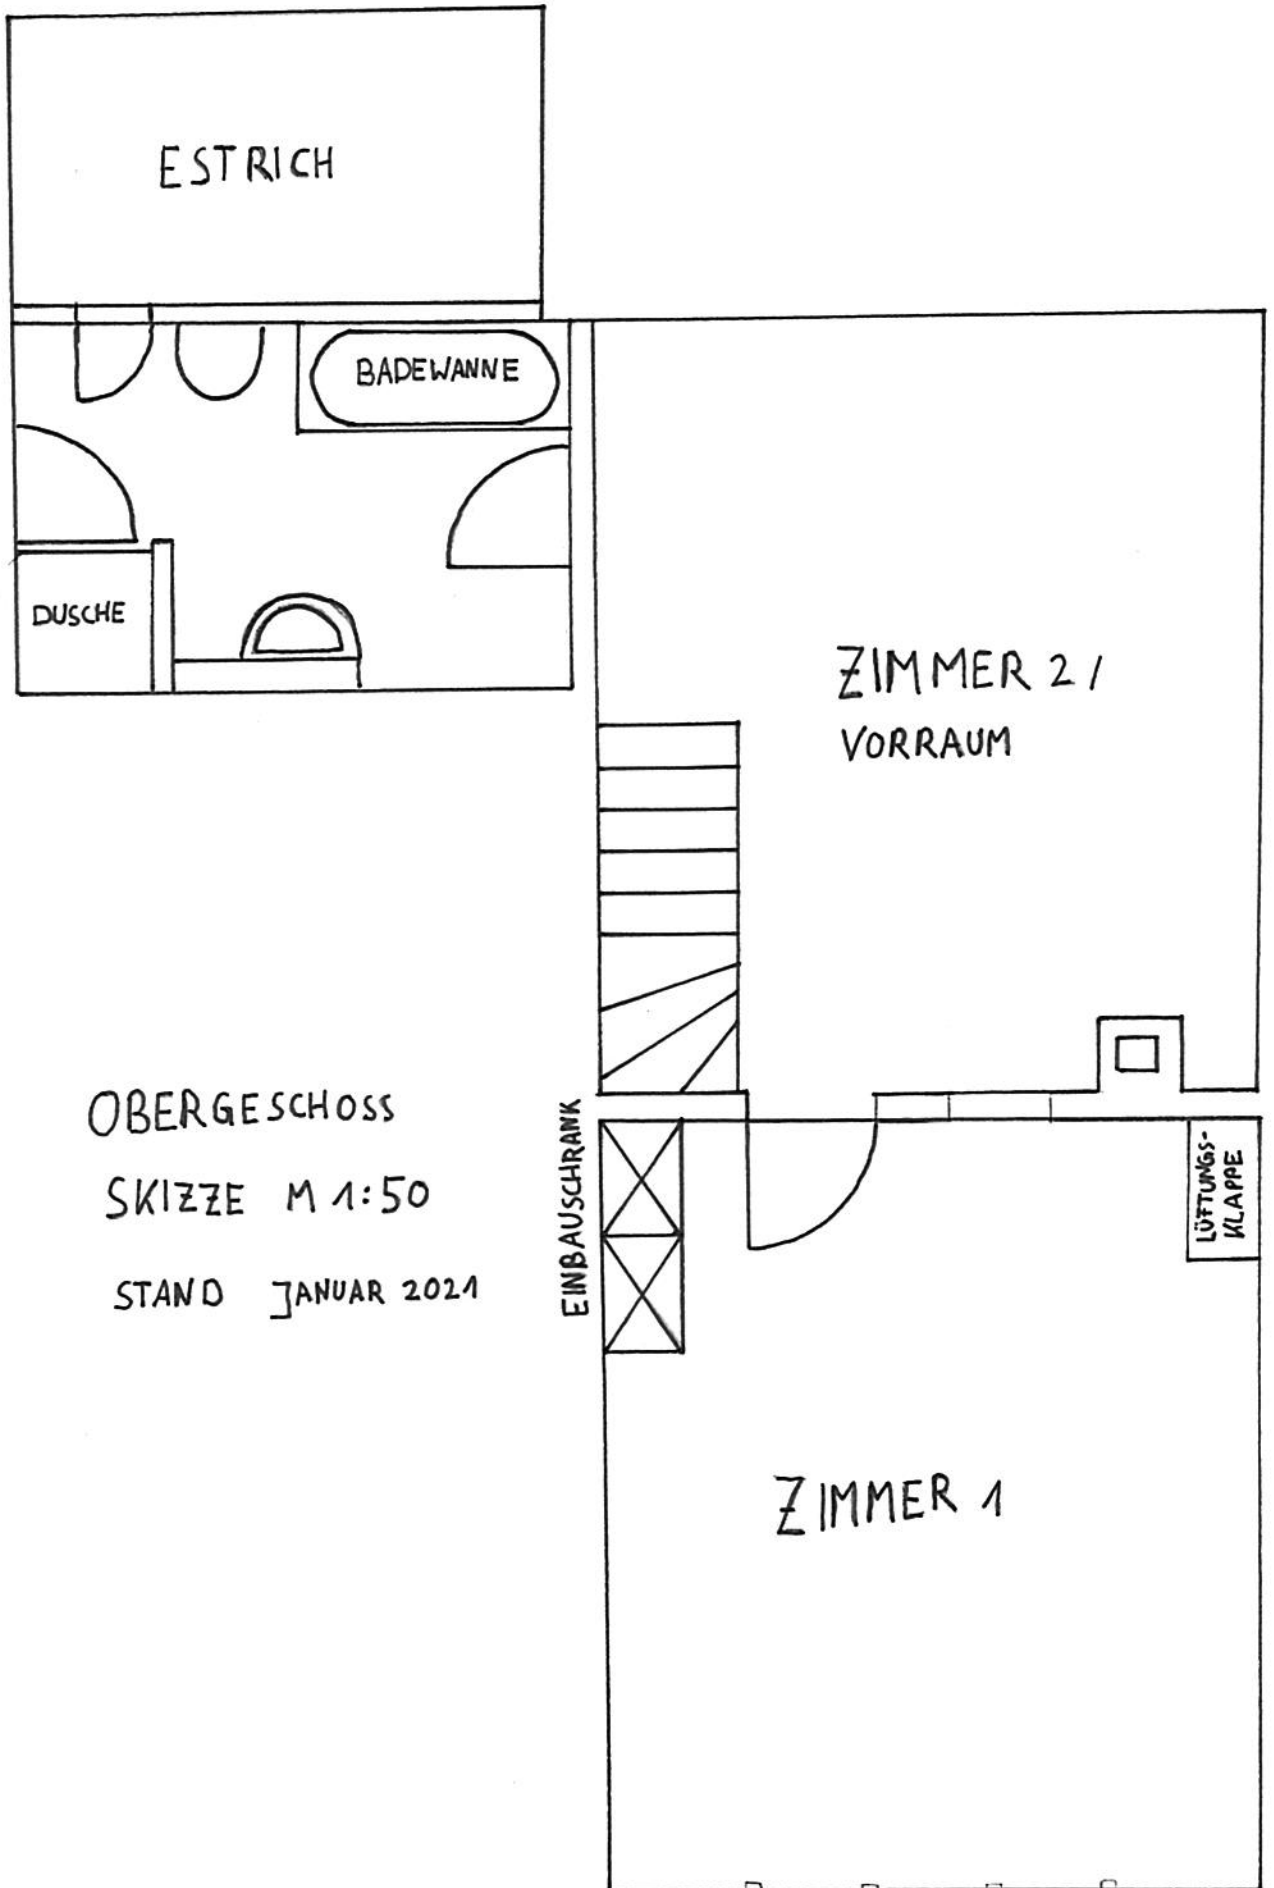 ESTRICH
BADEWANNE
DUSCHE
ZIMMER 2 /
VORRAUM
OBERGESCHOSS
SKIZZE M 1:50
STAND JANUAR 2021
EINBAUSCHRANK
LÜFTUNGS-
KLAPPE
ZIMMER 1